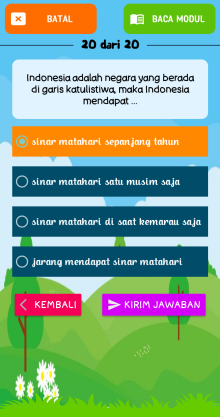 BATAL
BACA MODUL
20 dari 20
Indonesia adalah negara yang berada
di garis katulistiwa, maka Indonesia
mendapat ...
sinar matahari sepanjang tahun
sinar matahari satu musim saja
sinar matahari di saat kemarau saja
jarang mendapat sinar matahari
KEMBALI
KIRIM JAWABAN